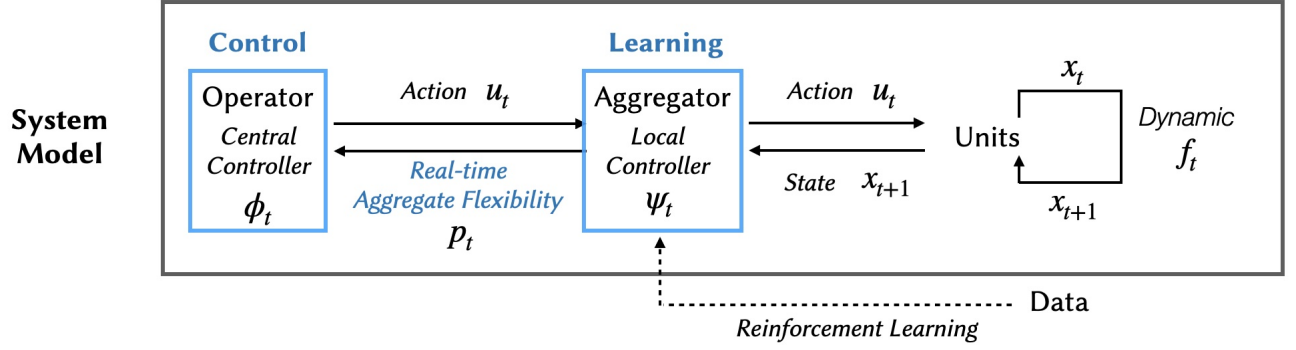 System
Model
Control
Operator
Central
Controller
ϕt
Action ut
Real-time
Aggregate Flexibility
pt
Learning
Aggregator
Local
Controller
ψt
Action ut
State xt+1
Units
xt
xt+1
Dynamic
ft
Data
Reinforcement Learning